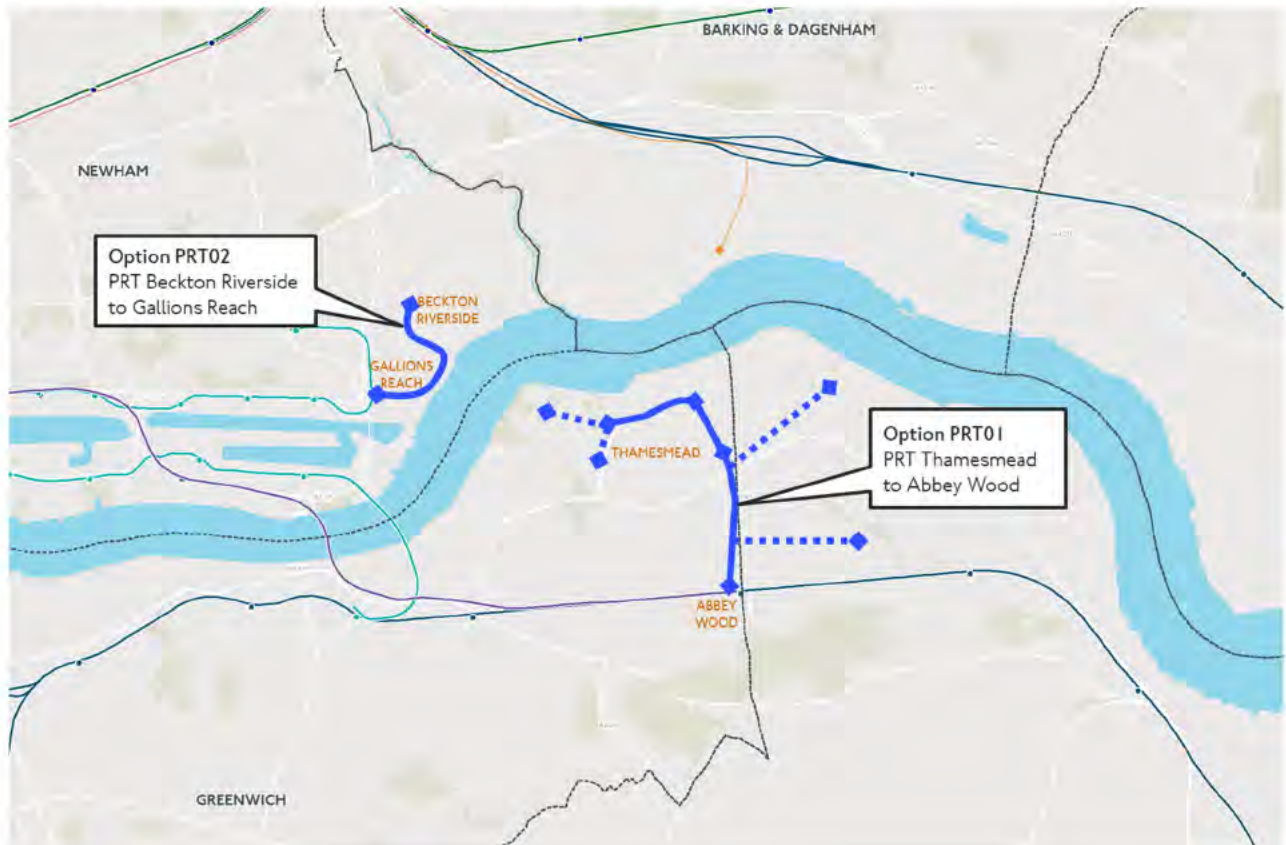 BARKING & DAGENHAM
NEWHAM
Option PRT02
PRT Beckton Riverside
to Gallions Reach
BECKTON
RIVERSIDE
GALLIONS
REACH
THAMESMEAD
Option PRT01
PRT Thamesmead
to Abbey Wood
ABBEY
WOOD
GREENWICH